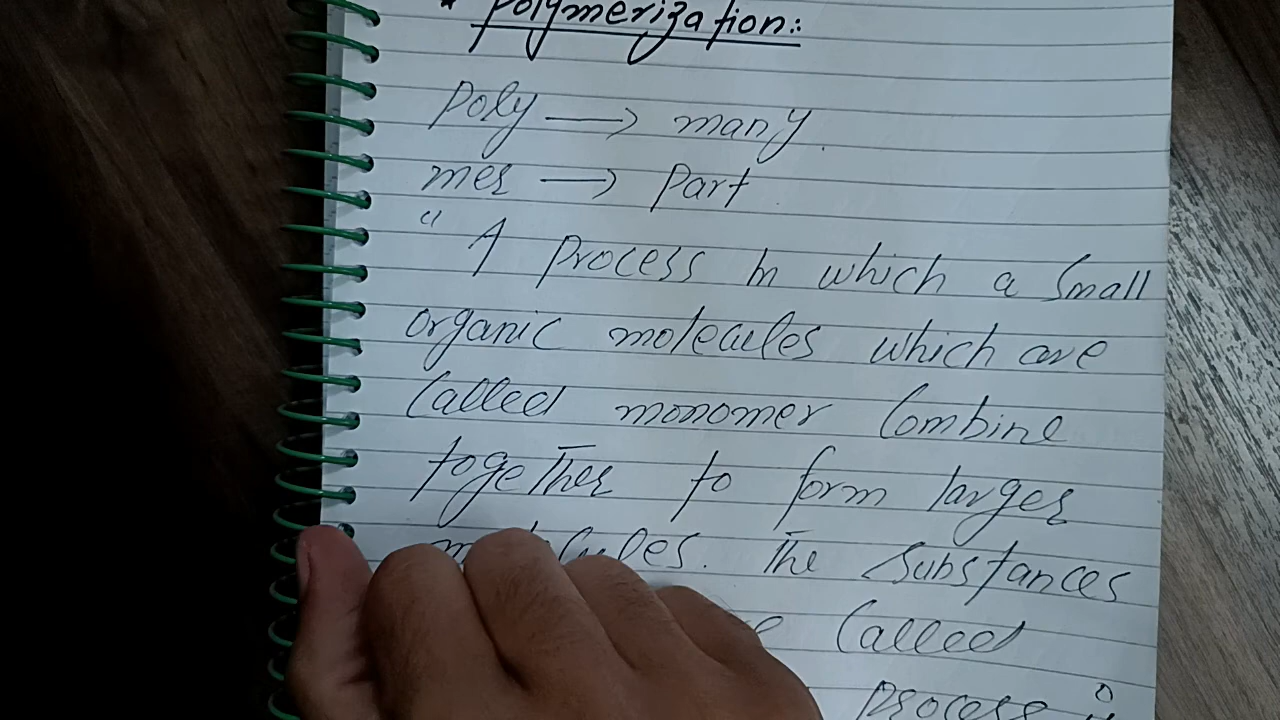 * Polymerization:
Poly → many.
mer → Part
" A Process in which a small
organic molecules which are
Called monomer Combine
together to form larger
molecules. The Substances
Called
Process